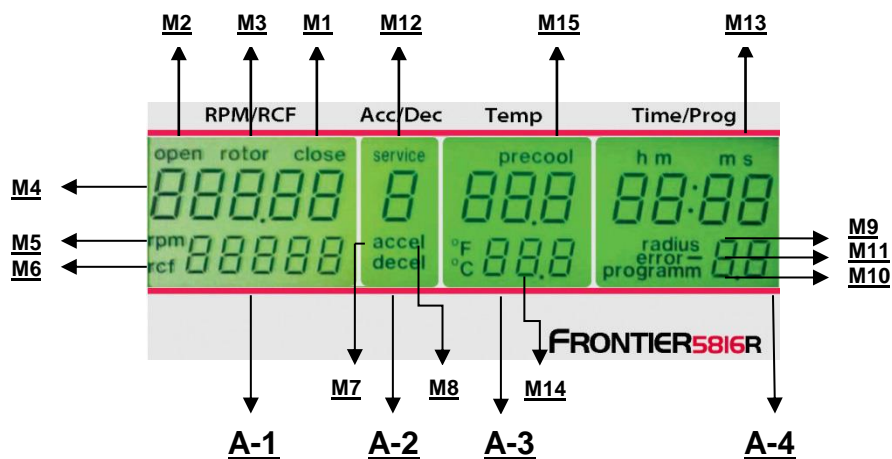 M2 M3 M1 M12 M15 M13
RPM/RCF Acc/Dec Temp Time/Prog
open rotor close service precool h m m s
M4 888.88 8 88.8 88:88
M5 rpm 88888 accel °F 88.8 radius 8.8 M9
error M11
M6 rcf decel °C programm M10
FRONTIER5816R
M7 M8 M14
A-1 A-2 A-3 A-4